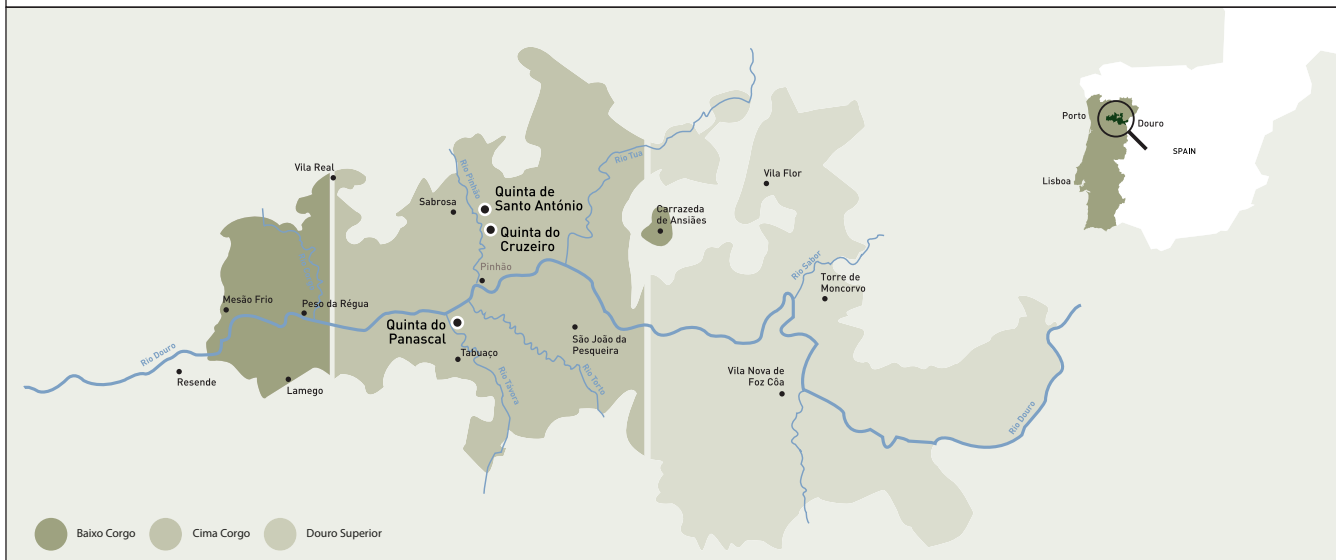 Porto
Douro
SPAIN
Lisboa
Vila Real
Rio Pinhão
Rio Tua
Sabrosa
Quinta de
Santo António
Quinta do
Cruzeiro
Vila Flor
Carrazeda
de Ansiães
Pinhão
Rio Sabor
Torre de
Moncorvo
Mesão Frio
Peso da Régua
Quinta do
Panascal
São João da
Pesqueira
Tabuaço
Rio Douro
Resende
Lamego
Rio Távora
Rio Torto
Vila Nova de
Foz Côa
Rio Douro
Baixo Corgo
Cima Corgo
Douro Superior